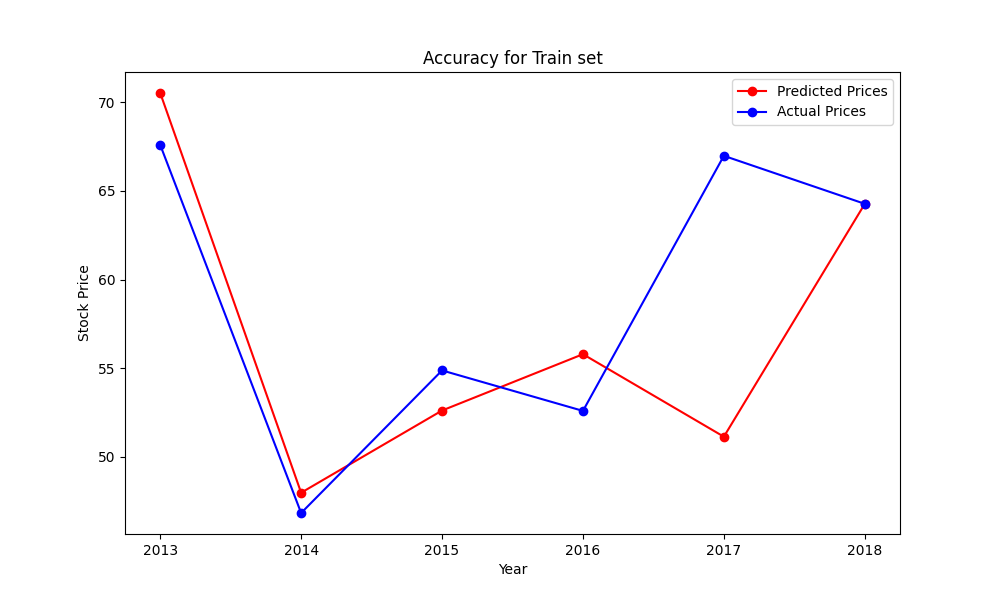 Accuracy for Train set
Predicted Prices
Actual Prices
Stock Price
70
65
60
55
50
2013 2014 2015 2016 2017 2018
Year